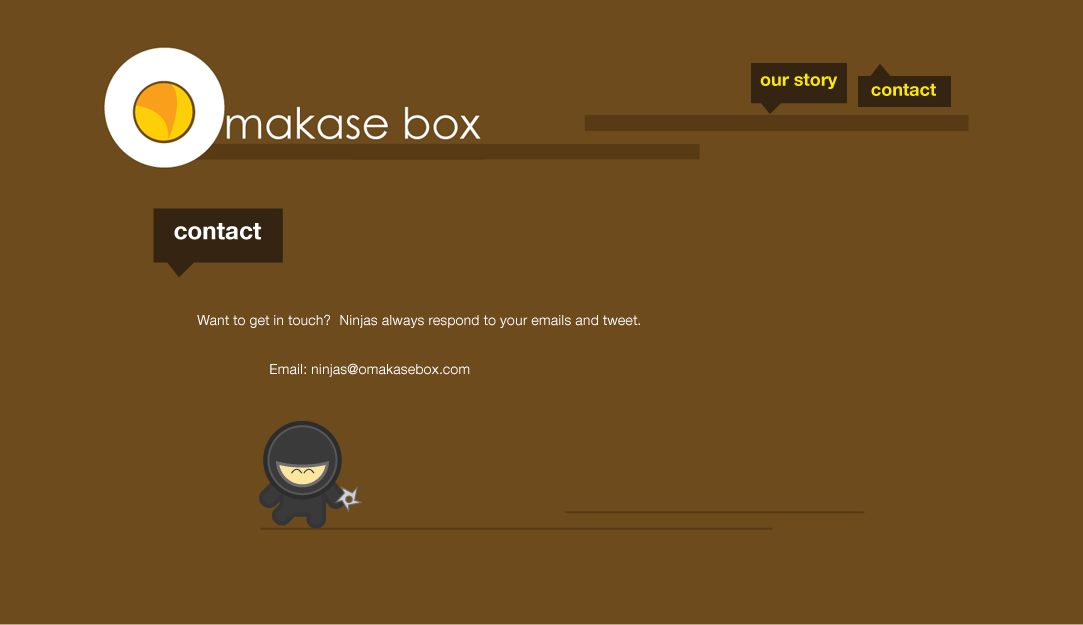 makase box
our story
contact
contact
Want to get in touch?  Ninjas always respond to your emails and tweet.
Email: ninjas@omakasebox.com